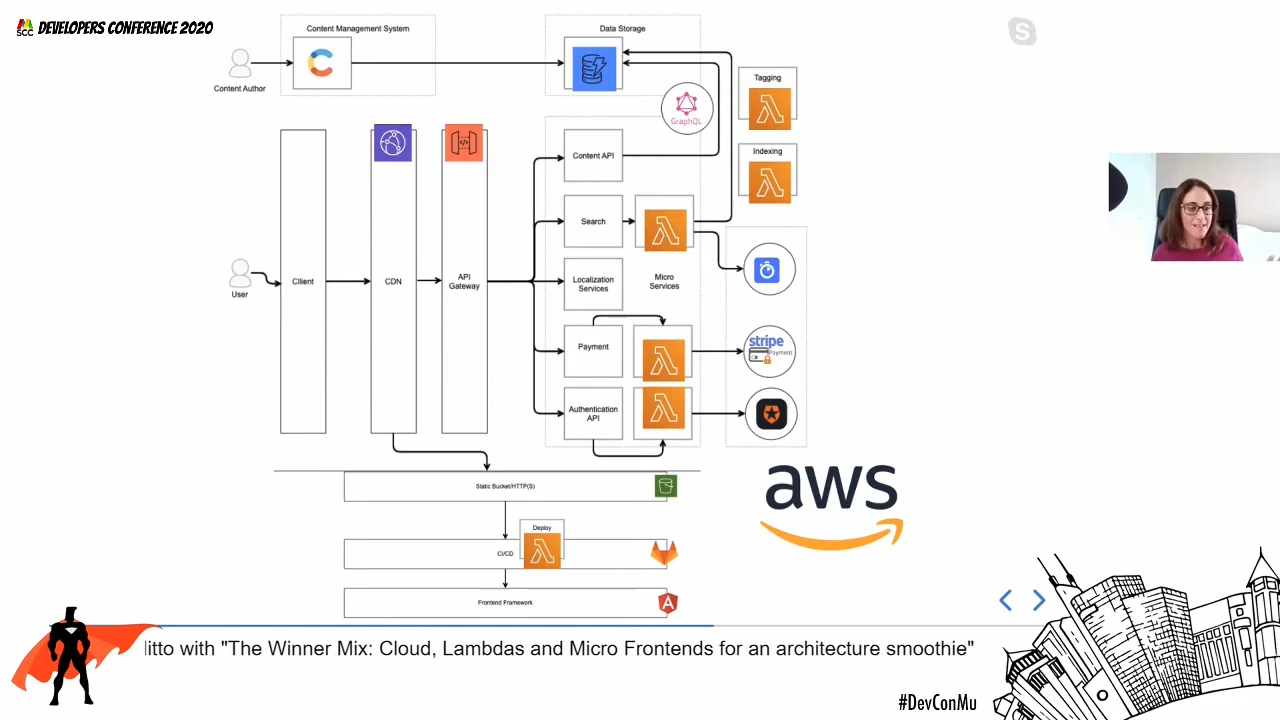 SCC DEVELOPERS CONFERENCE 2020
Content Management System
Data Storage
Content Author
Tagging
GraphQL
Indexing
Content API
Search
User
Cllient
CDN
API
Gateway
Localization
Services
Micro
Services
Payment
stripe
Payment
Authentication
API
Static Bucket/HTTP(S)
aws
Deploy
CI/CD
Frontend Framework
litto with "The Winner Mix: Cloud, Lambdas and Micro Frontends for an architecture smoothie"
#DevConMu